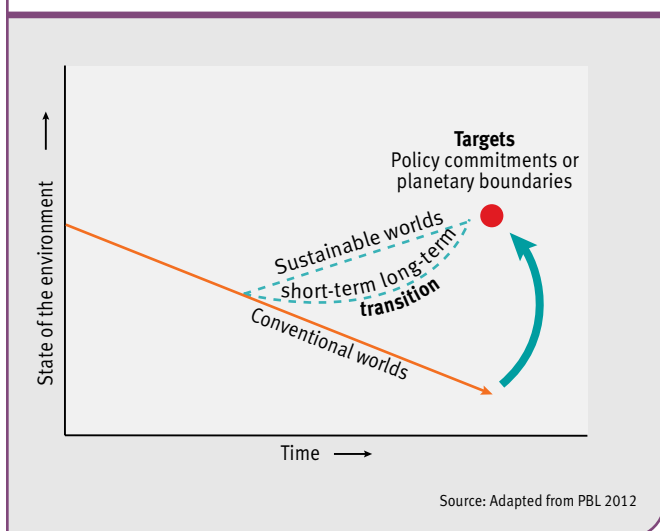 State of the environment
Targets
Policy commitments or
planetary boundaries
Sustainable worlds
short-term long-term
transition
Conventional worlds
Time
Source: Adapted from PBL 2012